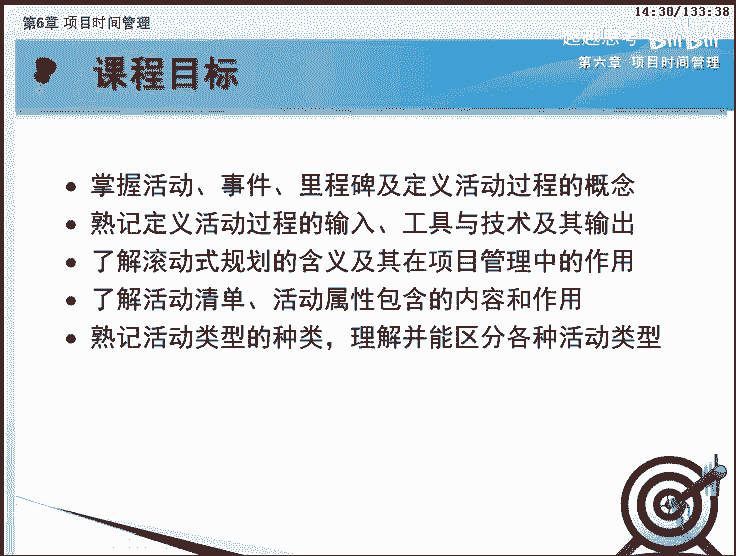 14:30/133:38
第6章 项目时间管理
bilibili
第六章 项目时间管理
课程目标
• 掌握活动、事件、里程碑及定义活动过程的概念
• 熟记定义活动过程的输入、工具与技术及其输出
• 了解滚动式规划的含义及其在项目管理中的作用
• 了解活动清单、活动属性包含的内容和作用
• 熟记活动类型的种类，理解并能区分各种活动类型